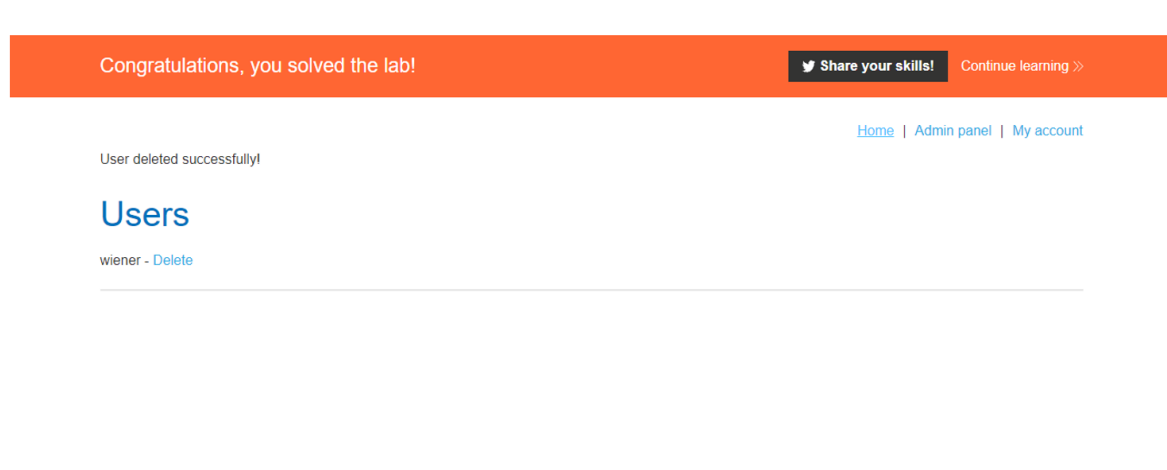 Congratulations, you solved the lab!
Share your skills!
Continue learning
Home | Admin panel | My account
User deleted successfully!
Users
wiener - Delete